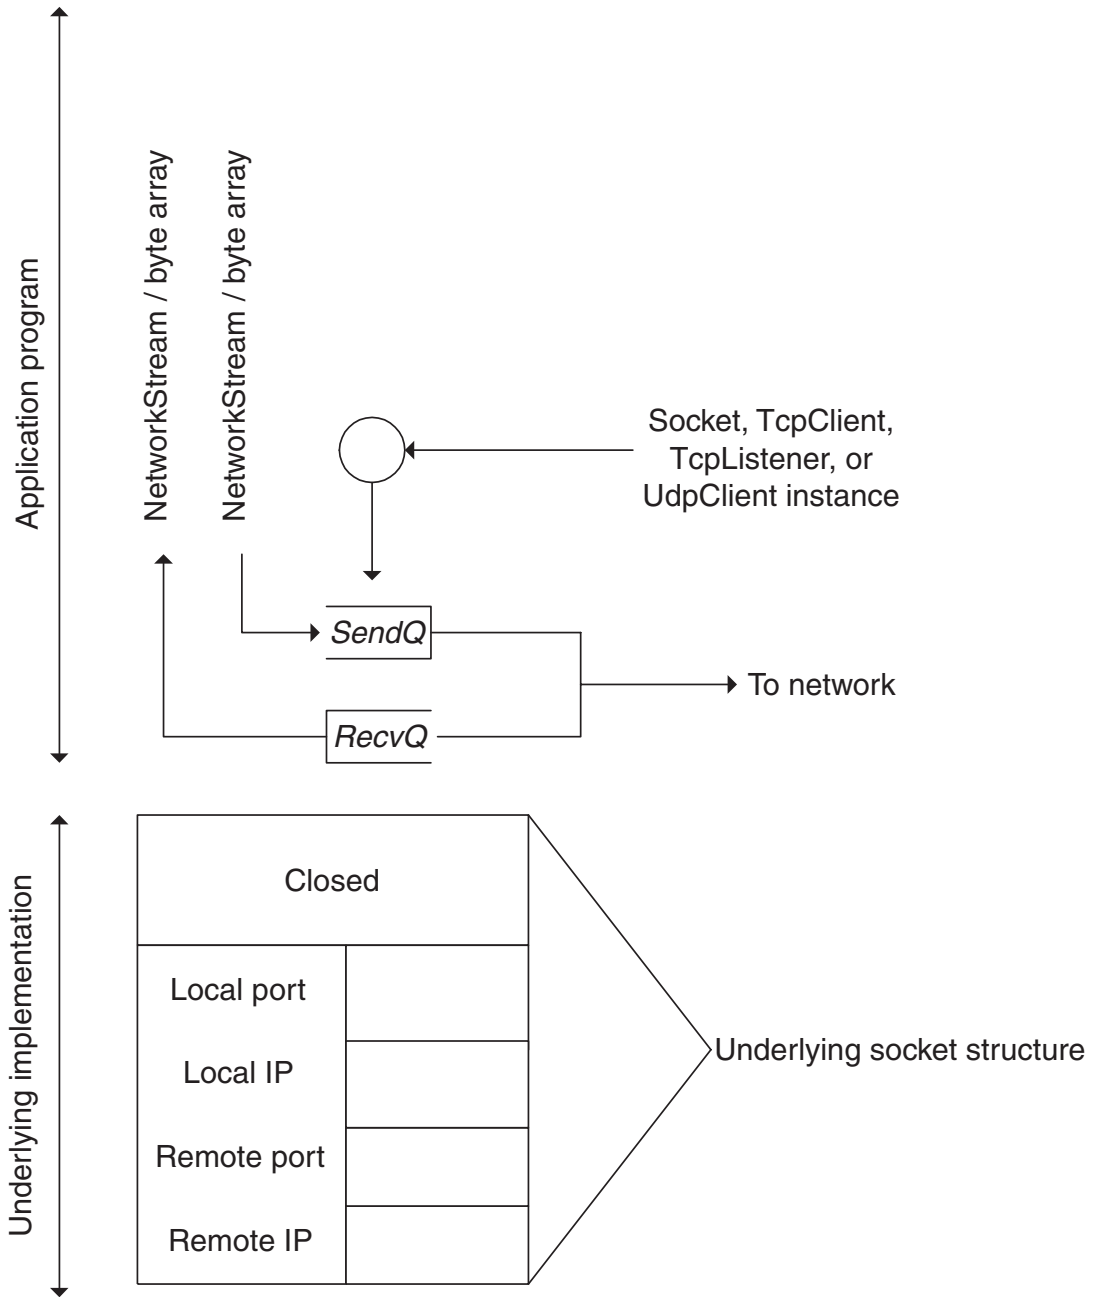 Application program
NetworkStream / byte array
NetworkStream / byte array
Socket, TcpClient,
TcpListener, or
UdpClient instance
SendQ
To network
RecvQ
Underlying implementation
Closed
Local port
Local IP
Underlying socket structure
Remote port
Remote IP